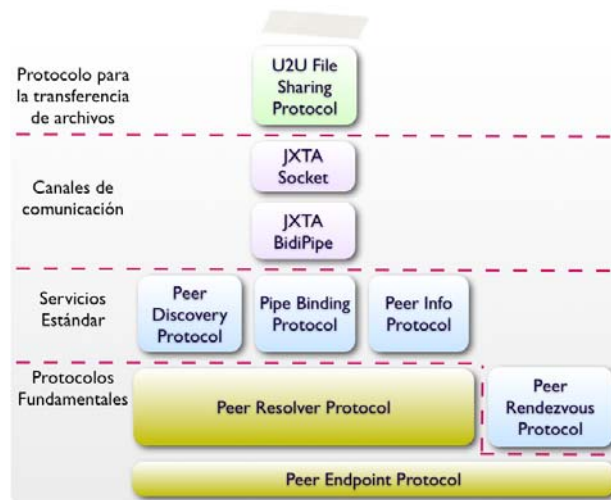 Protocolo para
la transferencia
de archivos
U2U File
Sharing
Protocol
Canales de
comunicación
JXTA
Socket
JXTA
BidiPipe
Servicios
Estándar
Peer
Discovery
Protocol
Pipe Binding
Protocol
Peer Info
Protocol
Protocolos
Fundamentales
Peer Resolver Protocol
Peer
Rendezvous
Protocol
Peer Endpoint Protocol